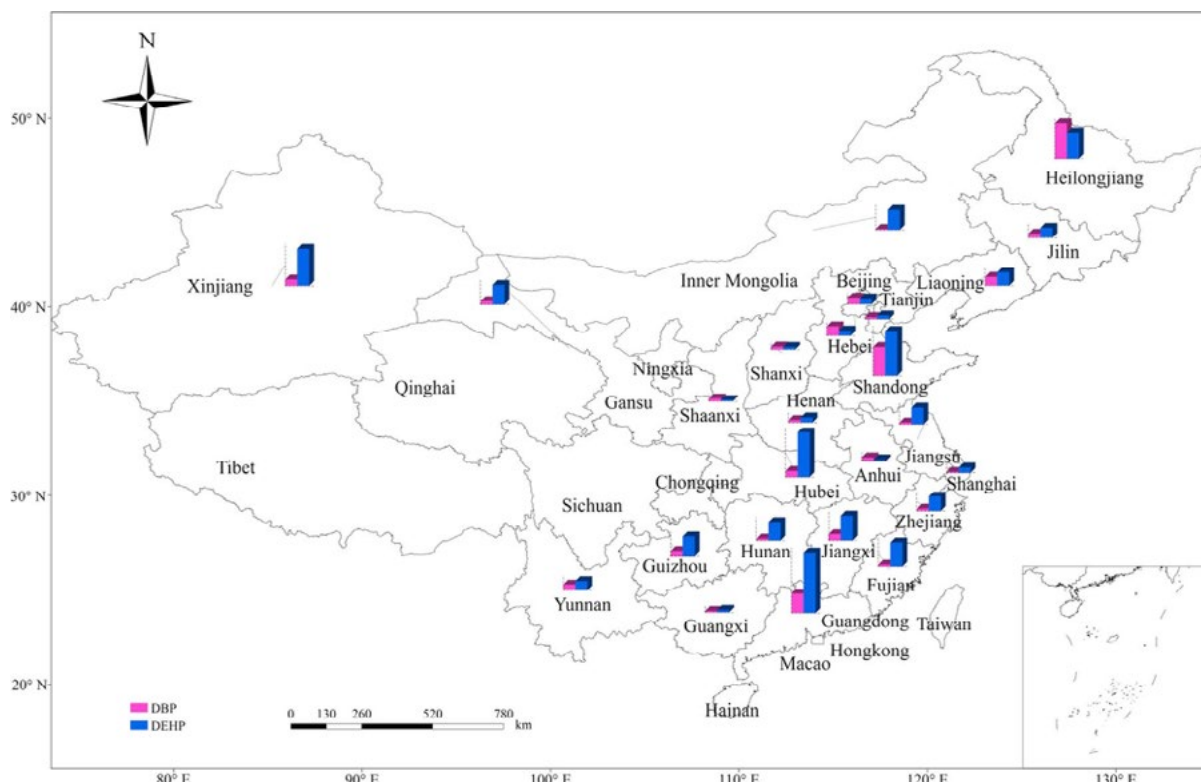 N
50° N
Heilongjiang
Jilin
Xinjiang
Inner Mongolia
Beijing
Liaoning
Tianjin
40° N
Hebei
Ningxia
Shanxi
Shandong
Qinghai
Gansu
Henan
Shaanxi
Jiangsu
Tibet
Anhui
Shanghai
Chongqing
Hubei
30° N
Sichuan
Zhejiang
Hunan
Jiangxi
Guizhou
Fujian
Yunnan
Guangxi
Guangdong
Taiwan
Hongkong
Macao
20° N
Hainan
DBP
DEHP
0 130 260 520 780
km
80° E 90° E 100° E 110° E 120° E 130° E